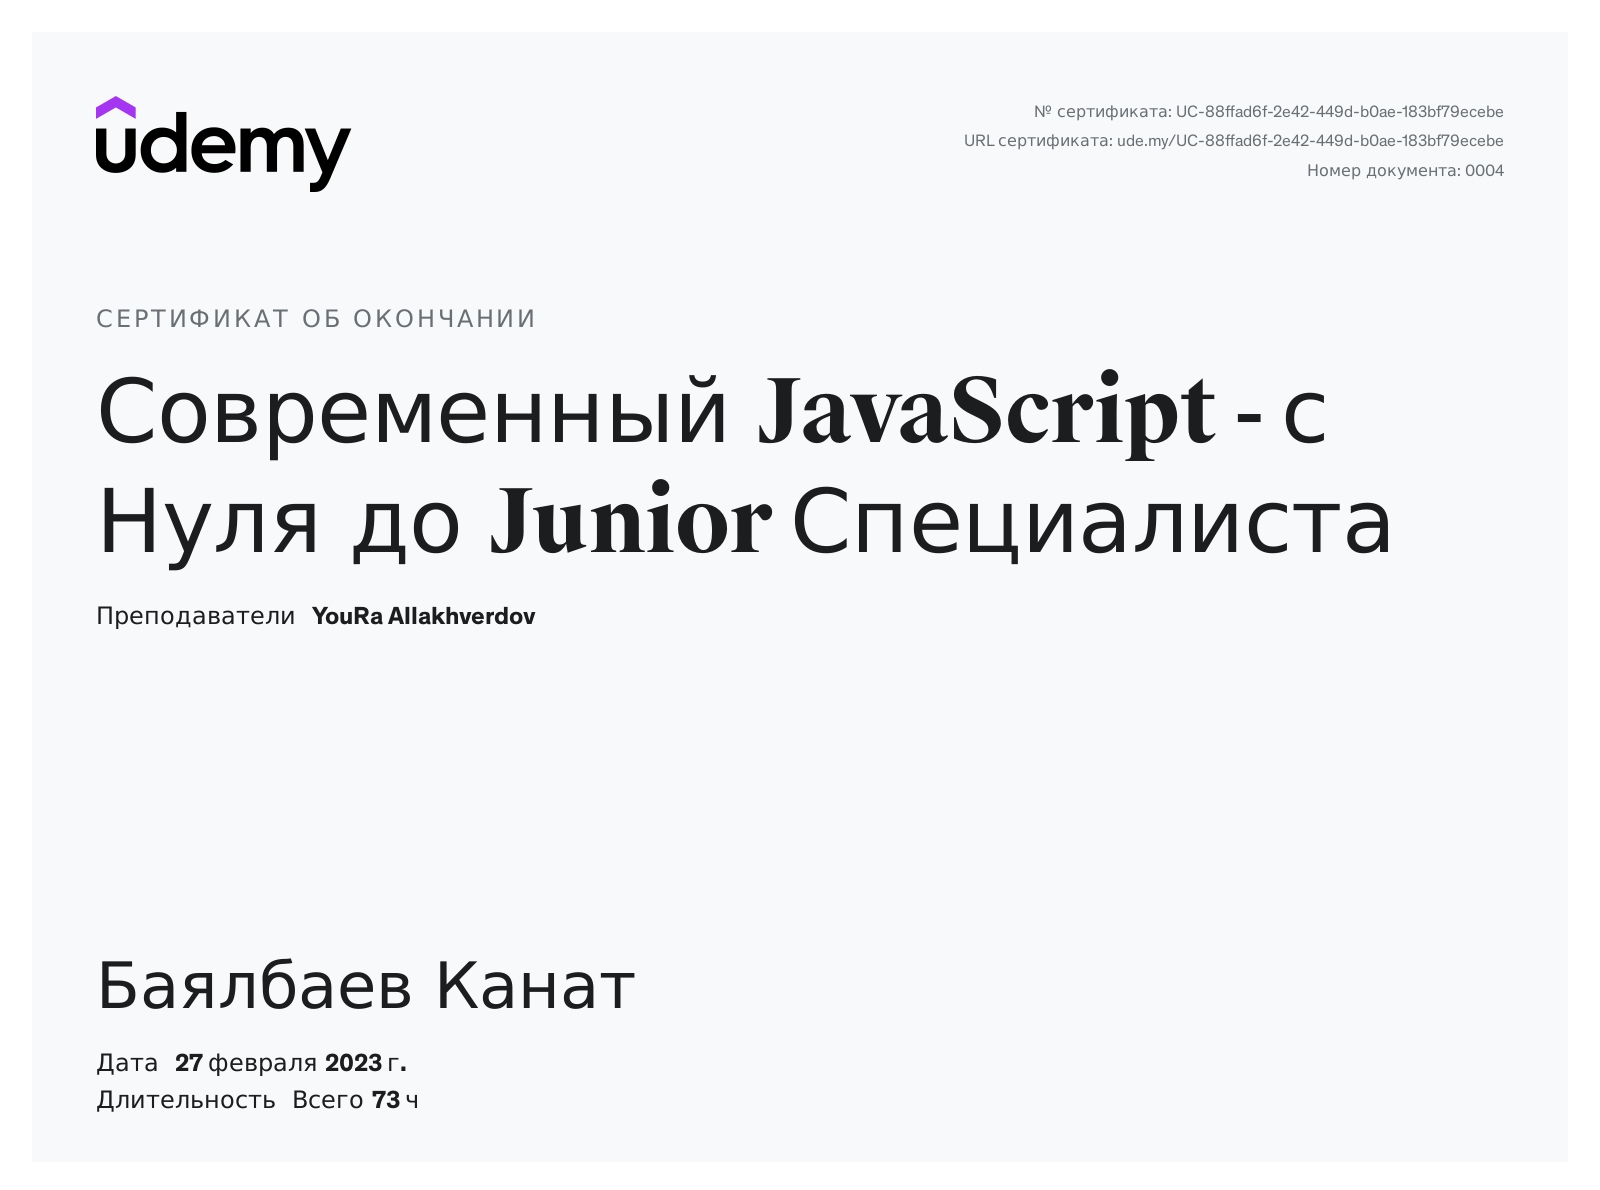 udemy
№ сертификата: UC-88ffad6f-2e42-449d-b0ae-183bf79ecebe
URL сертификата: ude.my/UC-88ffad6f-2e42-449d-b0ae-183bf79ecebe
Номер документа: 0004
СЕРТИФИКАТ ОБ ОКОНЧАНИИ
Современный JavaScript - с
Нуля до Junior Специалиста
Преподаватели YouRa Allakhverdov
Баялбаев Канат
Дата 27 февраля 2023 г.
Длительность Всего 73 ч